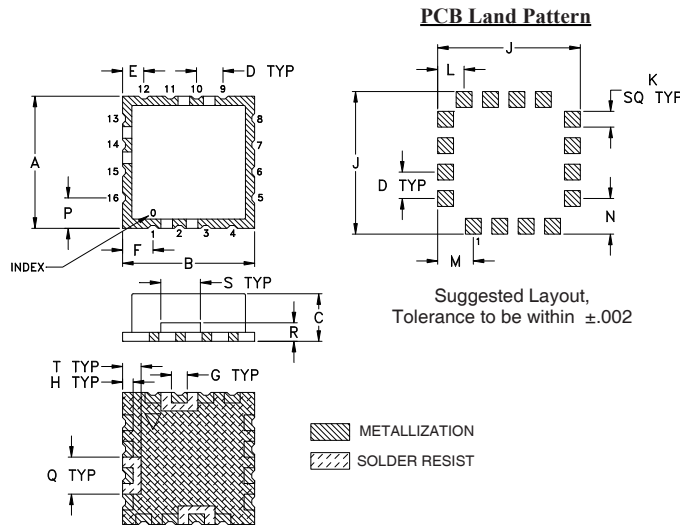 PCB Land Pattern
E
D TYP
12 11 10 9
13
14
15
16
8
7
6
5
A
P
0
1 2 3 4
F
INDEX
B
J
L
K
SQ TYP
J
D TYP
N
1
M
Suggested Layout,
Tolerance to be within ±.002
S TYP
C
R
T TYP
H TYP
G TYP
Q TYP
METALLIZATION
SOLDER RESIST